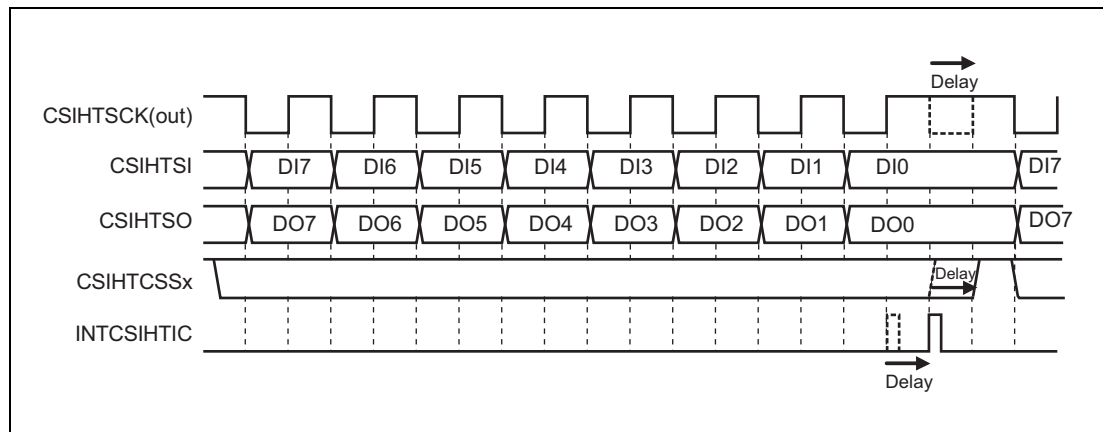 Delay
CSIHTSCK(out)
CSIHTSI DI7 DI6 DI5 DI4 DI3 DI2 DI1 DI0 DI7
CSIHTSO DO7 DO6 DO5 DO4 DO3 DO2 DO1 DO0 DO7
CSIHTCSSx Delay
INTCSIHTIC
Delay